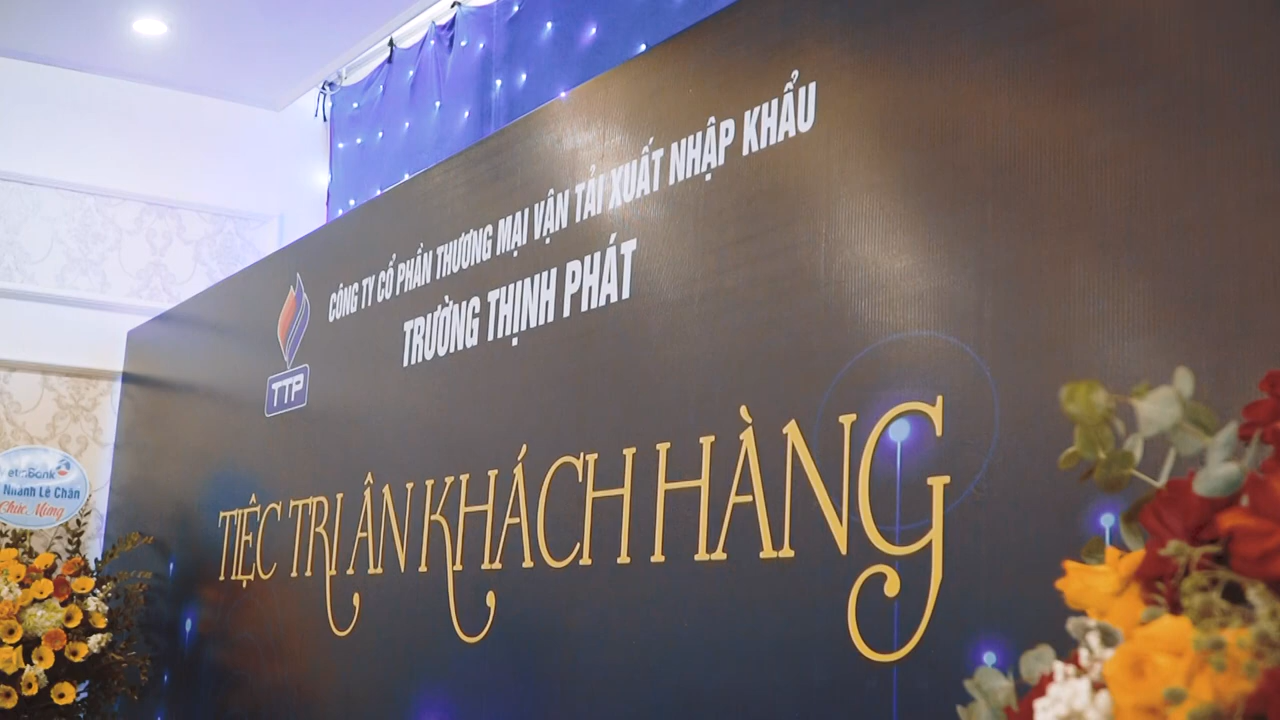 CÔNG TY CỔ PHẦN THƯƠNG MẠI VẬN TẢI XUẤT NHẬP KHẨU
TRƯỜNG THỊNH PHÁT
TTP
TIỆC TRI ÂN KHÁCH HÀNG
VietinBank
Nhánh Lê Chân
Chúc Mừng